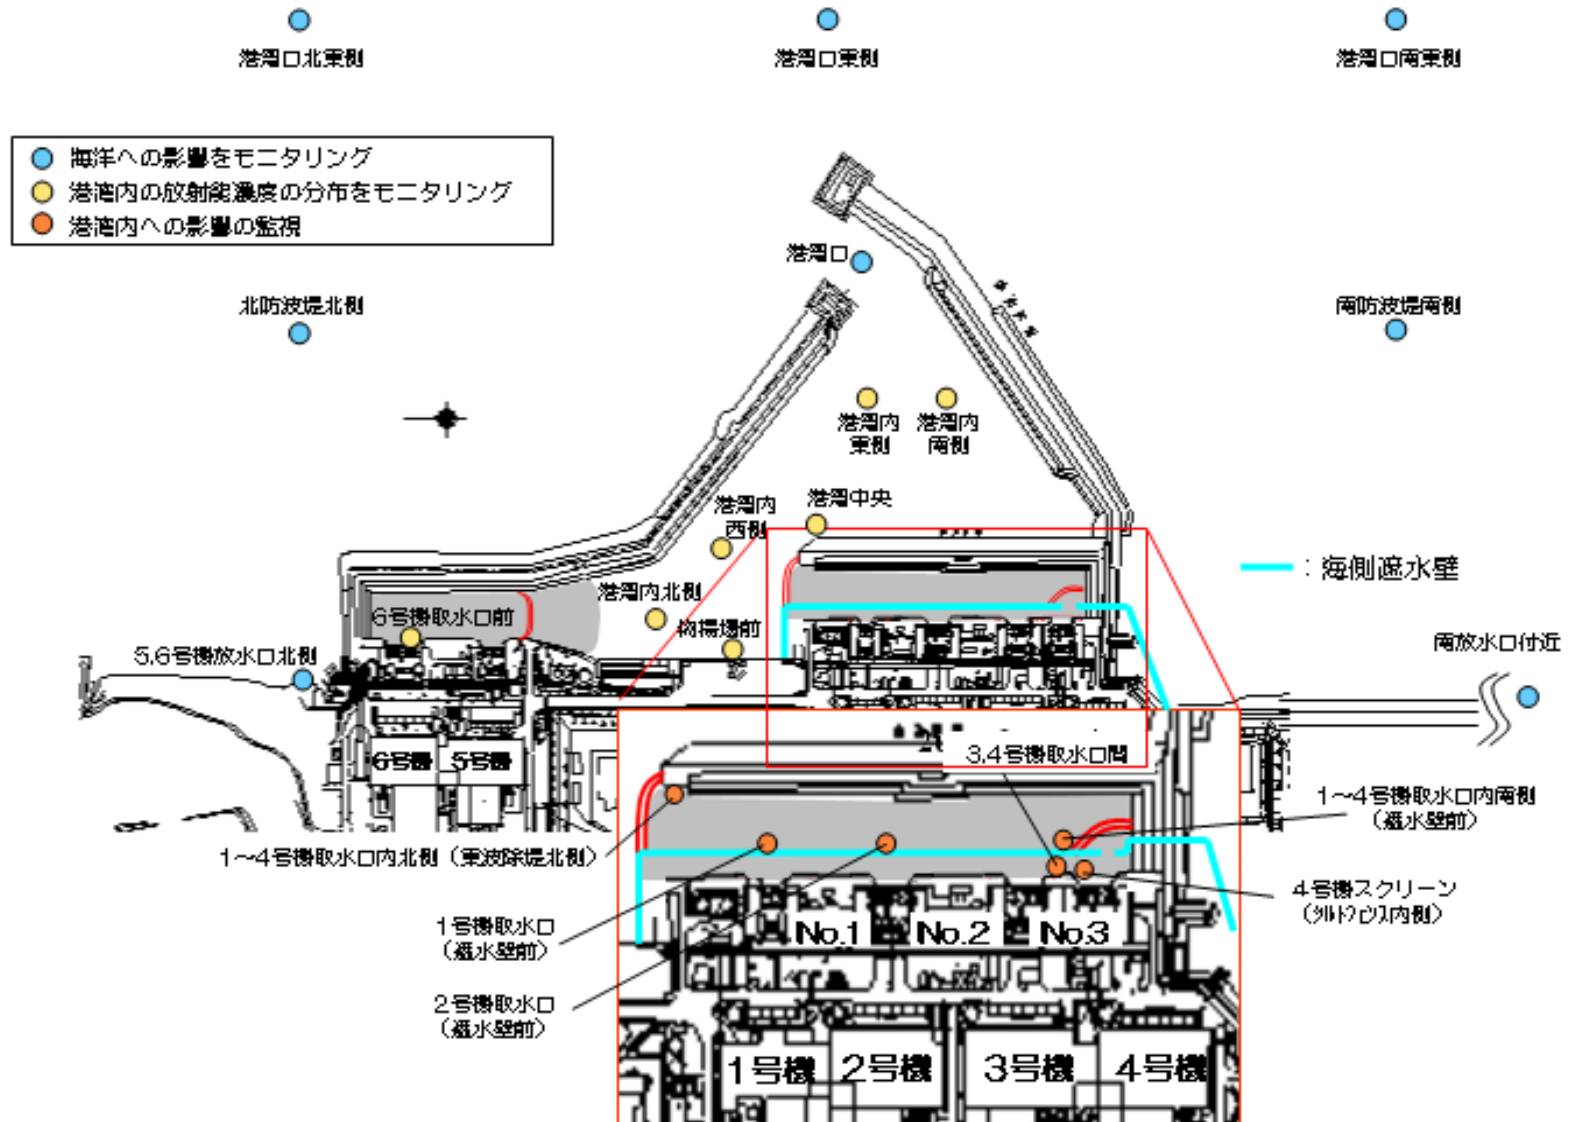 港湾口北東側
港湾口東側
港湾口南東側
海洋への影響をモニタリング
港湾内の放射能濃度の分布をモニタリング
港湾内への影響の監視
港湾口
北防波堤北側
南防波堤南側
港湾内
東側
港湾内
南側
港湾内
西側
港湾中央
：海側遮水壁
港湾内北側
6号機取水口前
物揚場前
5,6号機放水口北側
南放水口付近
6号機
5号機
3,4号機取水口間
1～4号機取水口内南側
（遮水壁前）
1～4号機取水口内北側（東波除堤北側）
4号機スクリーン
（シルトフェンス内側）
1号機取水口
（遮水壁前）
No.1
No.2
No.3
2号機取水口
（遮水壁前）
1号機
2号機
3号機
4号機